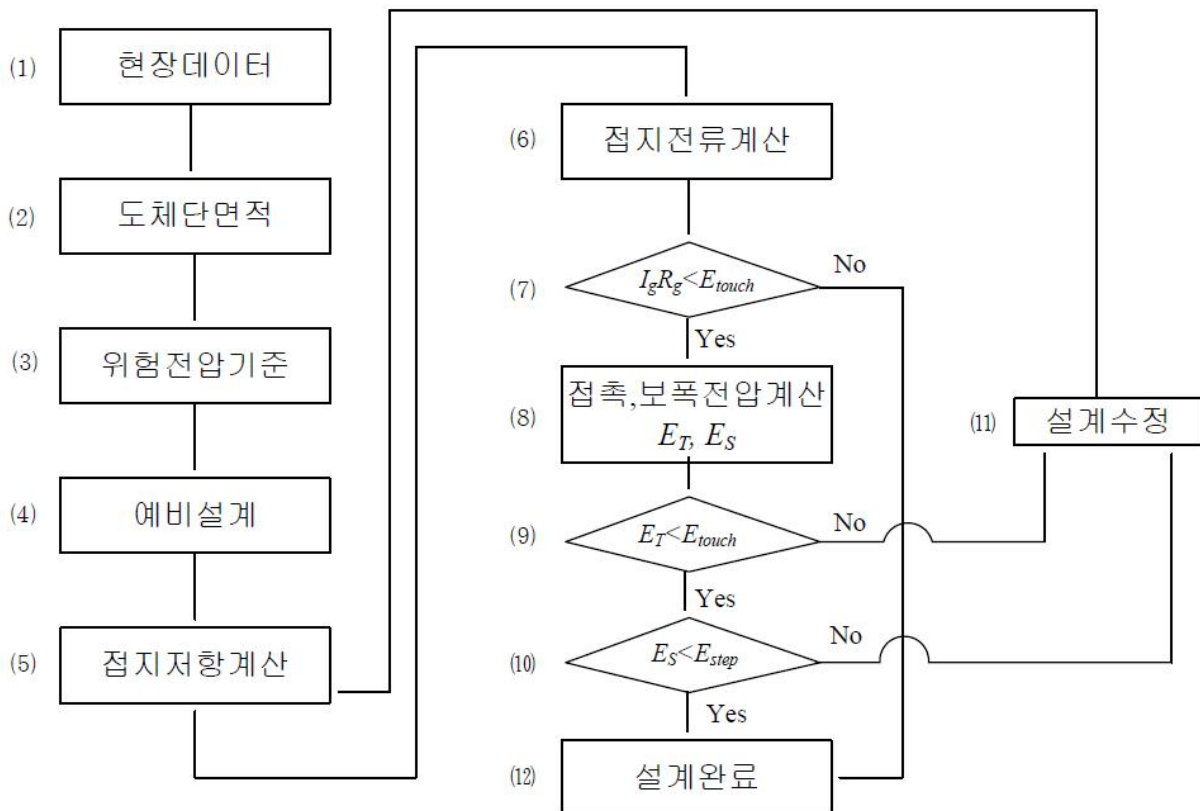 (1) 현장데이터
(2) 도체단면적
(3) 위험전압기준
(4) 예비설계
(5) 접지저항계산
(6) 접지전류계산
(7) IgRg<Etouch
No
Yes
(8) 접촉,보폭전압계산
ET, ES
(9) ET<Etouch
No
Yes
(10) ES<Estep
No
Yes
(11) 설계수정
(12) 설계완료